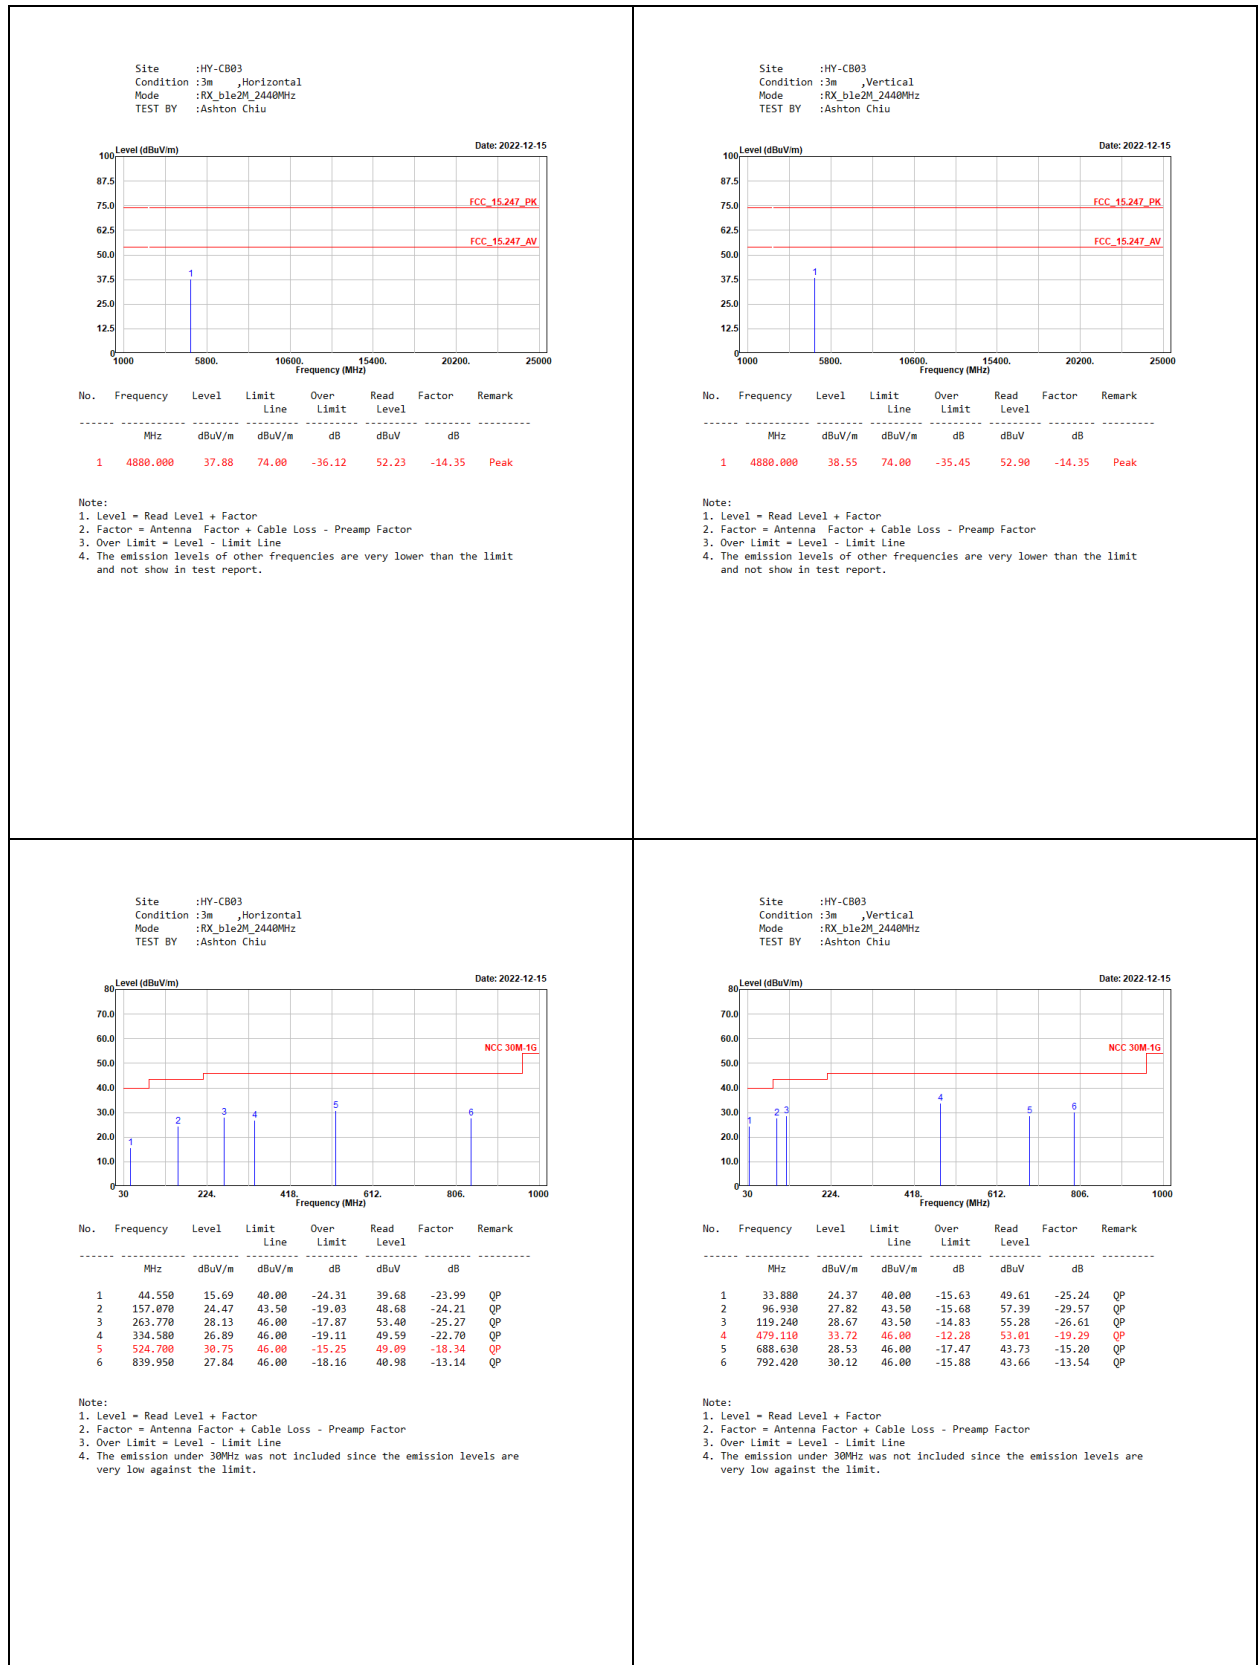 Site      :HY-CB03
Condition :3m    ,Horizontal
Mode      :RX_ble2M_2440MHz
TEST BY   :Ashton Chiu
Level (dBuV/m)  Date: 2022-12-15
100
87.5
75.0  FCC_15.247_PK
62.5  FCC_15.247_AV
50.0
37.5  1
25.0
12.5
0
1000  5800.  10600.  15400.  20200.  25000
Frequency (MHz)
No.  Frequency  Level  Limit  Over  Read  Factor  Remark
Line  Limit  Level
------ ----------- -------- --------- --------- -------- -------- ---------
MHz  dBuV/m  dBuV/m  dB  dBuV  dB
1  4880.000  37.88  74.00  -36.12  52.23  -14.35  Peak
Note:
1. Level = Read Level + Factor
2. Factor = Antenna  Factor + Cable Loss - Preamp Factor
3. Over Limit = Level - Limit Line
4. The emission levels of other frequencies are very lower than the limit
and not show in test report.
Site      :HY-CB03
Condition :3m    ,Vertical
Mode      :RX_ble2M_2440MHz
TEST BY   :Ashton Chiu
Level (dBuV/m)  Date: 2022-12-15
100
87.5
75.0  FCC_15.247_PK
62.5  FCC_15.247_AV
50.0
37.5  1
25.0
12.5
0
1000  5800.  10600.  15400.  20200.  25000
Frequency (MHz)
No.  Frequency  Level  Limit  Over  Read  Factor  Remark
Line  Limit  Level
------ ----------- -------- --------- --------- -------- -------- ---------
MHz  dBuV/m  dBuV/m  dB  dBuV  dB
1  4880.000  38.55  74.00  -35.45  52.90  -14.35  Peak
Note:
1. Level = Read Level + Factor
2. Factor = Antenna  Factor + Cable Loss - Preamp Factor
3. Over Limit = Level - Limit Line
4. The emission levels of other frequencies are very lower than the limit
and not show in test report.
Site      :HY-CB03
Condition :3m    ,Horizontal
Mode      :RX_ble2M_2440MHz
TEST BY   :Ashton Chiu
Level (dBuV/m)  Date: 2022-12-15
80
70.0
60.0  NCC 30M-1G
50.0
40.0
30.0  1  2  3  4  5  6
20.0
10.0
0
30  224.  418.  612.  806.  1000
Frequency (MHz)
No.  Frequency  Level  Limit  Over  Read  Factor  Remark
Line  Limit  Level
------ ----------- -------- --------- --------- -------- -------- ---------
MHz  dBuV/m  dBuV/m  dB  dBuV  dB
1  44.550  15.69  40.00  -24.31  39.68  -23.99  QP
2  157.070  24.47  43.50  -19.03  48.68  -24.21  QP
3  263.770  28.13  46.00  -17.87  53.40  -25.27  QP
4  334.580  26.89  46.00  -19.11  49.59  -22.70  QP
5  524.700  30.75  46.00  -15.25  49.09  -18.34  QP
6  839.950  27.84  46.00  -18.16  40.98  -13.14  QP
Note:
1. Level = Read Level + Factor
2. Factor = Antenna Factor + Cable Loss - Preamp Factor
3. Over Limit = Level - Limit Line
4. The emission under 30MHz was not included since the emission levels are
very low against the limit.
Site      :HY-CB03
Condition :3m    ,Vertical
Mode      :RX_ble2M_2440MHz
TEST BY   :Ashton Chiu
Level (dBuV/m)  Date: 2022-12-15
80
70.0
60.0  NCC 30M-1G
50.0
40.0
30.0  1  2  3  4  5  6
20.0
10.0
0
30  224.  418.  612.  806.  1000
Frequency (MHz)
No.  Frequency  Level  Limit  Over  Read  Factor  Remark
Line  Limit  Level
------ ----------- -------- --------- --------- -------- -------- ---------
MHz  dBuV/m  dBuV/m  dB  dBuV  dB
1  33.880  24.37  40.00  -15.63  49.61  -25.24  QP
2  96.930  27.82  43.50  -15.68  57.39  -29.57  QP
3  119.240  28.67  43.50  -14.83  55.28  -26.61  QP
4  479.110  33.72  46.00  -12.28  53.01  -19.29  QP
5  688.630  28.53  46.00  -17.47  43.73  -15.20  QP
6  792.420  30.12  46.00  -15.88  43.66  -13.54  QP
Note:
1. Level = Read Level + Factor
2. Factor = Antenna Factor + Cable Loss - Preamp Factor
3. Over Limit = Level - Limit Line
4. The emission under 30MHz was not included since the emission levels are
very low against the limit.